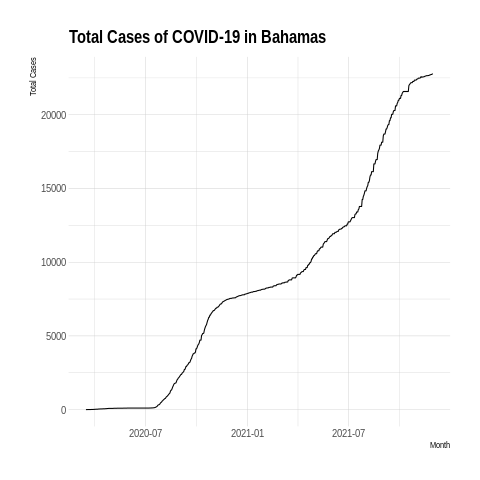 Total Cases of COVID-19 in Bahamas
Total Cases
20000
15000
10000
5000
0
2020-07
2021-01
2021-07
Month